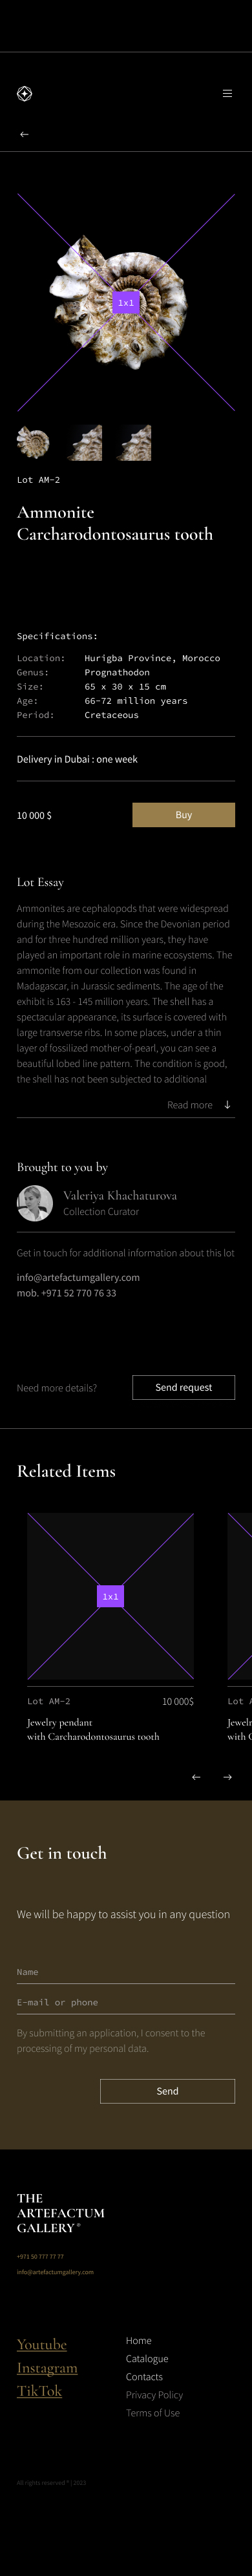 1x1
Lot AM-2
Ammonite
Carcharodontosaurus tooth
Specifications:
Location: Hurigba Province, Morocco
Genus: Prognathodon
Size: 65 x 30 x 15 cm
Age: 66-72 million years
Period: Cretaceous
Delivery in Dubai : one week
10 000 $ Buy
Lot Essay
Ammonites are cephalopods that were widespread
during the Mesozoic era. Since the Devonian period
and for three hundred million years, they have
played an important role in marine ecosystems. The
ammonite from our collection was found in
Madagascar, in Jurassic sediments. The age of the
exhibit is 163 - 145 million years. The shell has a
spectacular appearance, its surface is covered with
large transverse ribs. In some places, under a thin
layer of fossilized mother-of-pearl, you can see a
beautiful lobed line pattern. The condition is good,
the shell has not been subjected to additional
Read more
Brought to you by
Valeriya Khachaturova
Collection Curator
Get in touch for additional information about this lot
info@artefactumgallery.com
mob. +971 52 770 76 33
Need more details? Send request
Related Items
1x1
Lot AM-2 10 000$ Lot
Jewelry pendant
with Carcharodontosaurus tooth
Get in touch
We will be happy to assist you in any question
Name
E-mail or phone
By submitting an application, I consent to the
processing of my personal data.
Send
THE
ARTEFACTUM
GALLERY ®
+971 50 777 77 77
info@artefactumgallery.com
Youtube
Instagram
TikTok
Home
Catalogue
Contacts
Privacy Policy
Terms of Use
All rights reserved ® | 2023